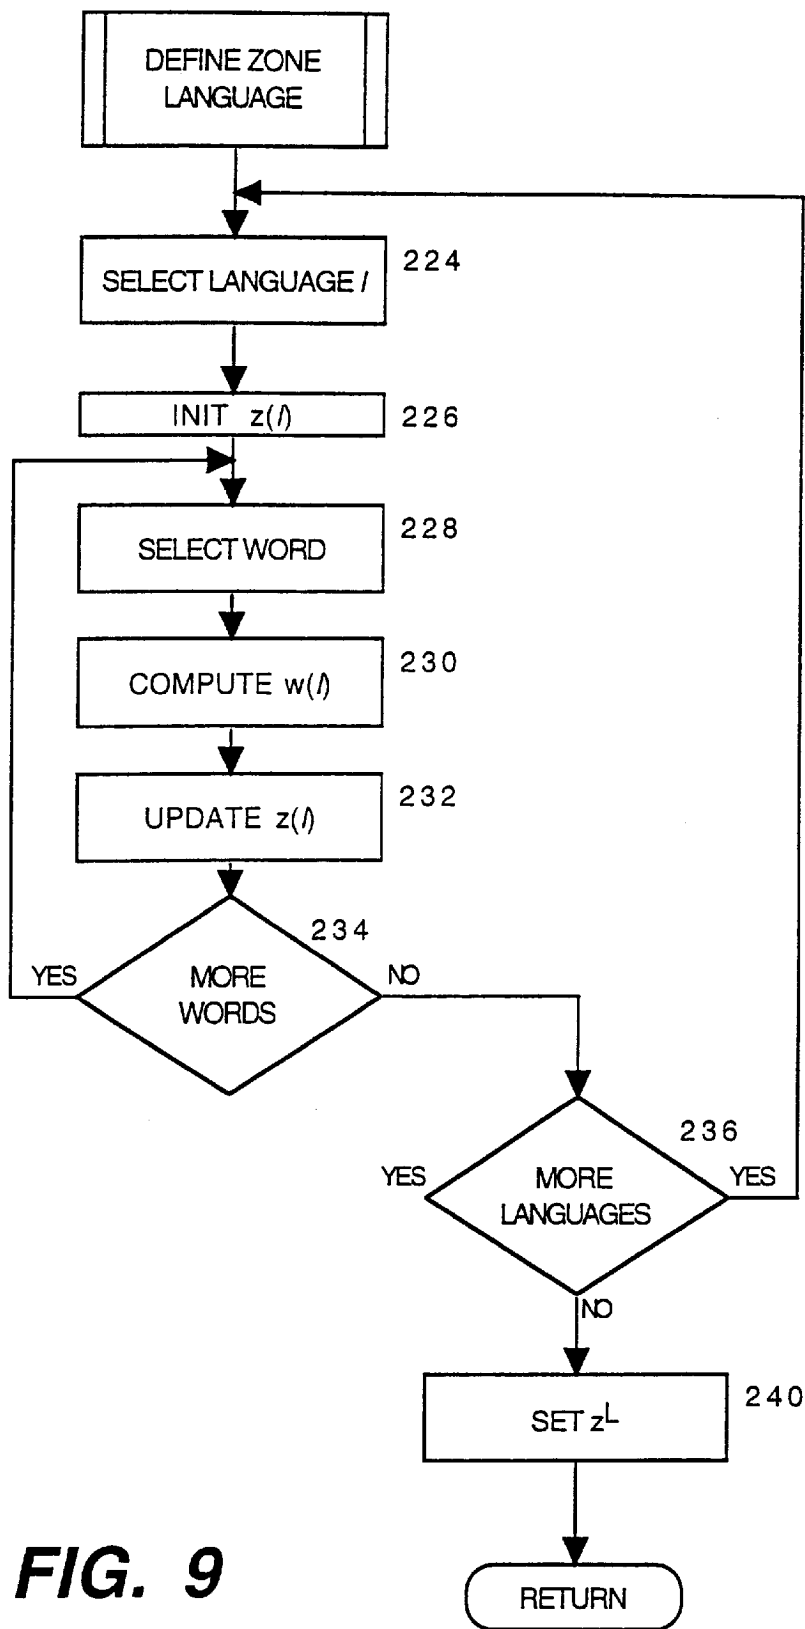 DEFINE ZONE
LANGUAGE
SELECT LANGUAGE l
224
INIT z(l)
226
SELECT WORD
228
COMPUTE w(l)
230
UPDATE z(l)
232
234
YES
MORE
WORDS
NO
236
YES
MORE
LANGUAGES
YES
NO
SET z^L
240
RETURN
FIG. 9